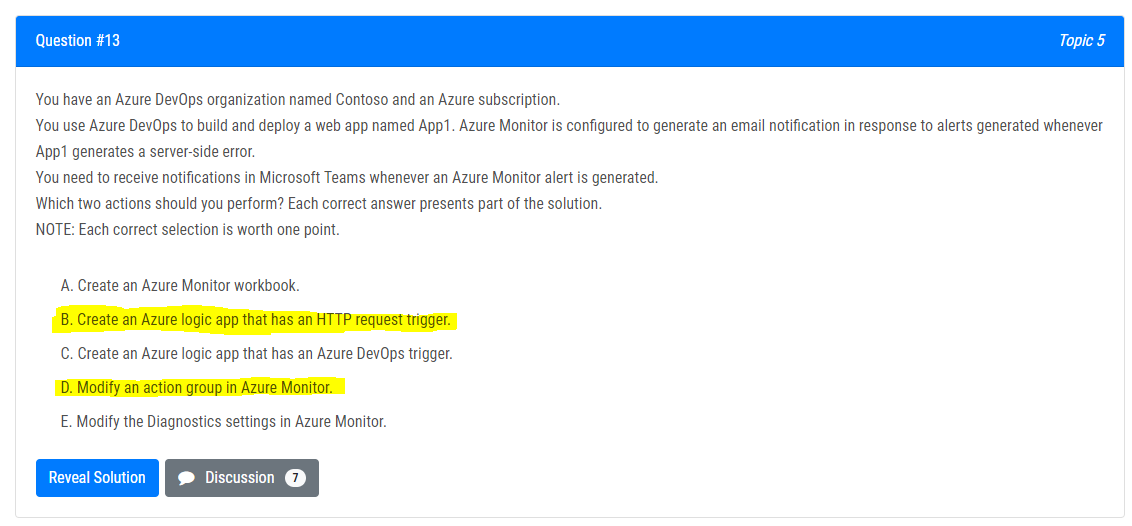 Question #13
Topic 5
You have an Azure DevOps organization named Contoso and an Azure subscription.
You use Azure DevOps to build and deploy a web app named App1. Azure Monitor is configured to generate an email notification in response to alerts generated whenever
App1 generates a server-side error.
You need to receive notifications in Microsoft Teams whenever an Azure Monitor alert is generated.
Which two actions should you perform? Each correct answer presents part of the solution.
NOTE: Each correct selection is worth one point.
A. Create an Azure Monitor workbook.
B. Create an Azure logic app that has an HTTP request trigger.
C. Create an Azure logic app that has an Azure DevOps trigger.
D. Modify an action group in Azure Monitor.
E. Modify the Diagnostics settings in Azure Monitor.
Reveal Solution
Discussion 7